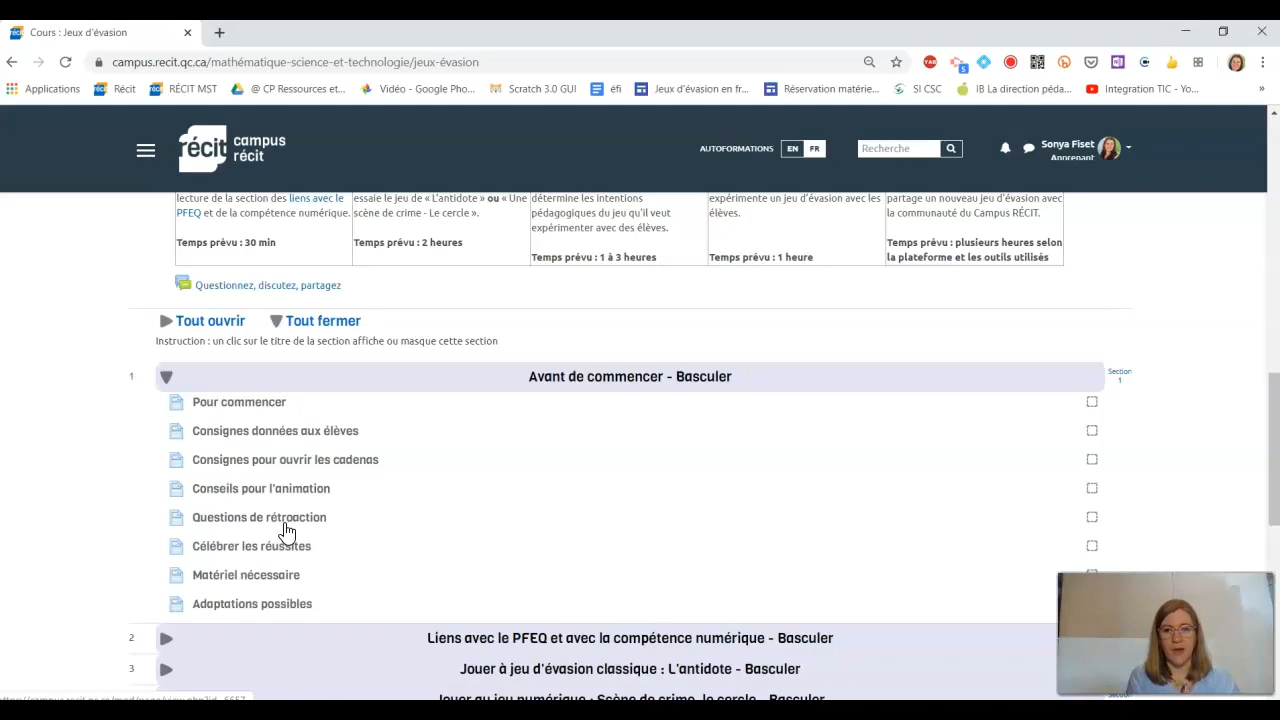 Cours : Jeux d'évasion
campus.recit.qc.ca/mathématique-science-et-technologie/jeux-évasion
Applications
Récit
RÉCIT MST
@ CP Ressources et...
Vidéo - Google Pho...
Scratch 3.0 GUI
éfi
Jeux d'évasion en fr...
Réservation matérie...
SI CSC
IB La direction péda...
Integration TIC - Yo...
récit campus récit
AUTOFORMATIONS EN FR
Recherche
Sonya Fiset
Apprenant
lecture de la section des liens avec le
PFEQ et de la compétence numérique.
Temps prévu : 30 min
essaie le jeu de « L'antidote » ou « Une
scène de crime - Le cercle ».
Temps prévu : 2 heures
détermine les intentions
pédagogiques du jeu qu'il veut
expérimenter avec des élèves.
Temps prévu : 1 à 3 heures
expérimente un jeu d'évasion avec les
élèves.
Temps prévu : 1 heure
partage un nouveau jeu d'évasion avec
la communauté du Campus RÉCIT.
Temps prévu : plusieurs heures selon
la plateforme et les outils utilisés
Questionnez, discutez, partagez
Tout ouvrir Tout fermer
Instruction : un clic sur le titre de la section affiche ou masque cette section
1 Avant de commencer - Basculer
Section
1
Pour commencer
Consignes données aux élèves
Consignes pour ouvrir les cadenas
Conseils pour l'animation
Questions de rétroaction
Célébrer les réussites
Matériel nécessaire
Adaptations possibles
2 Liens avec le PFEQ et avec la compétence numérique - Basculer
3 Jouer à jeu d'évasion classique : L'antidote - Basculer
Jouer au jeu numérique : Scène de crime, le cercle - Basculer